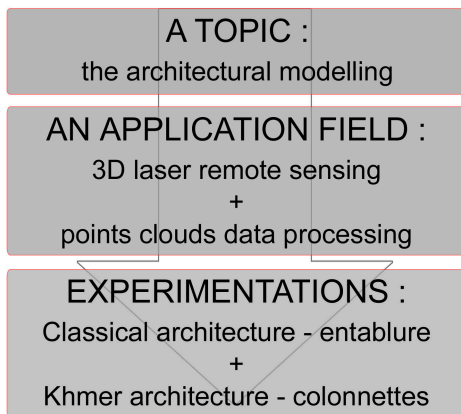 A TOPIC :
the architectural modelling
AN APPLICATION FIELD :
3D laser remote sensing
+
points clouds data processing
EXPERIMENTATIONS :
Classical architecture - entablure
+
Khmer architecture - colonnettes